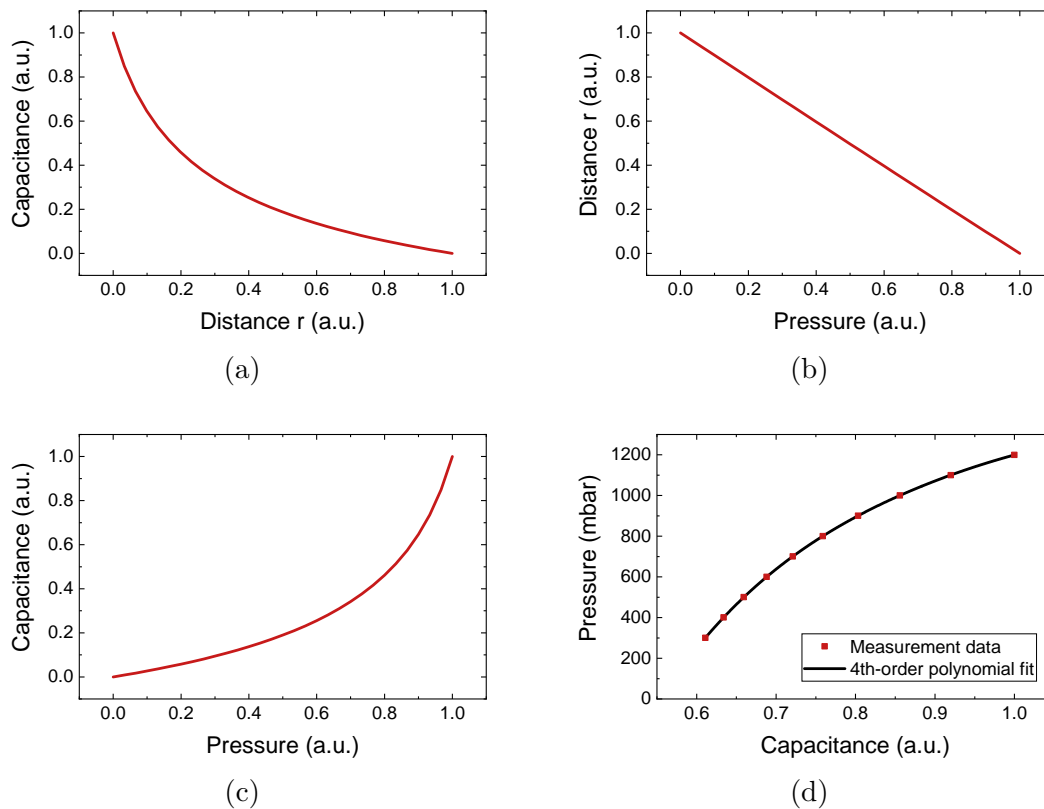 1.0
0.8
0.6
0.4
0.2
0.0
Capacitance (a.u.)
0.0 0.2 0.4 0.6 0.8 1.0
Distance r (a.u.)
(a)
1.0
0.8
0.6
0.4
0.2
0.0
Distance r (a.u.)
0.0 0.2 0.4 0.6 0.8 1.0
Pressure (a.u.)
(b)
1.0
0.8
0.6
0.4
0.2
0.0
Capacitance (a.u.)
0.0 0.2 0.4 0.6 0.8 1.0
Pressure (a.u.)
(c)
1200
1000
800
600
400
200
0
Pressure (mbar)
Measurement data
4th-order polynomial fit
0.6 0.7 0.8 0.9 1.0
Capacitance (a.u.)
(d)